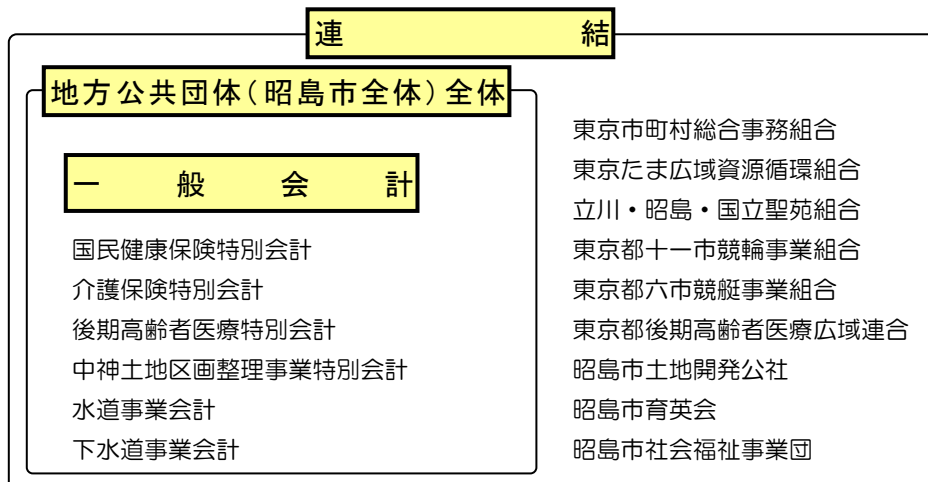 連結
地方公共団体(昭島市全体)全体
一般会計
国民健康保険特別会計
介護保険特別会計
後期高齢者医療特別会計
中神土地区画整理事業特別会計
水道事業会計
下水道事業会計
東京市町村総合事務組合
東京たま広域資源循環組合
立川・昭島・国立聖苑組合
東京都十一市競輪事業組合
東京都六市競艇事業組合
東京都後期高齢者医療広域連合
昭島市土地開発公社
昭島市育英会
昭島市社会福祉事業団